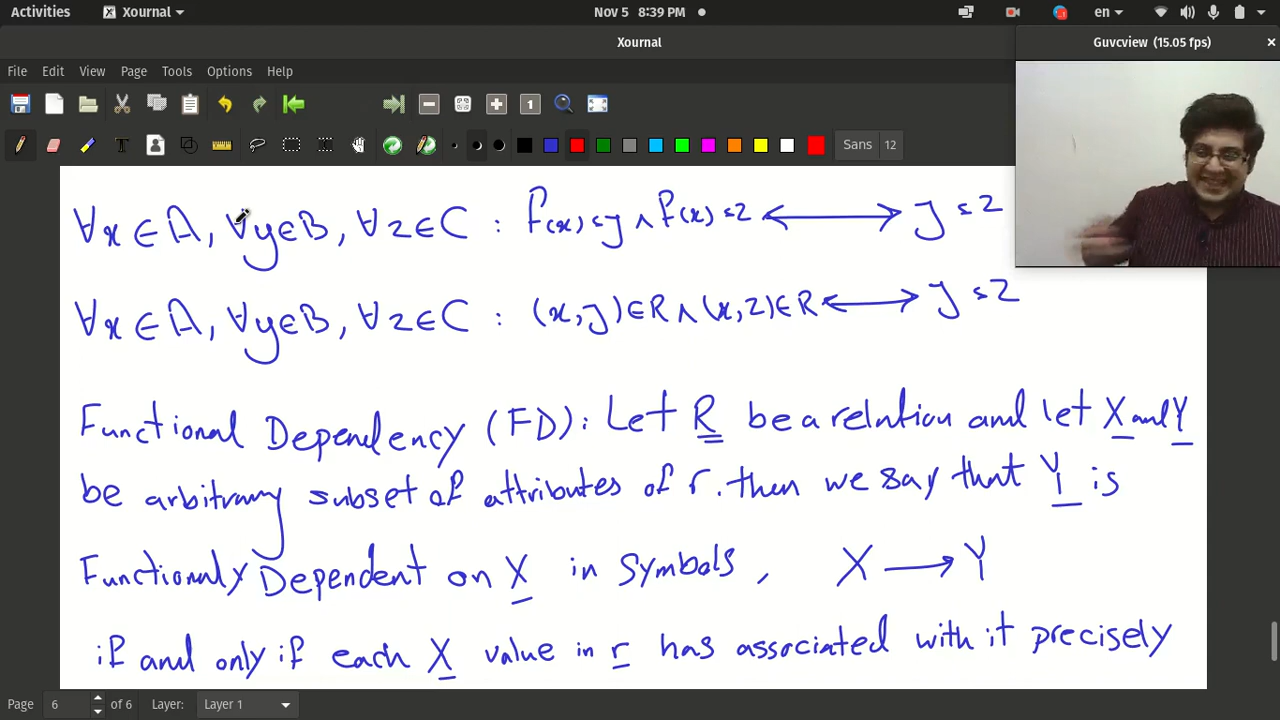 Activities Xournal Nov 5 8:39 PM en
Xournal
Guvcview (15.05 fps)
File Edit View Page Tools Options Help
Sans 12
∀x∈A, ∀y∈B, ∀z∈C : f(x)=y ∧ f(x)=z ⟷ y=z
∀x∈A, ∀y∈B, ∀z∈C : (x,y)∈R ∧ (x,z)∈R ⟷ y=z
Functional Dependency (FD): Let R be a relation and let X and Y
be arbitrary subset of attributes of r. then we say that Y is
Functionaly Dependent on X in symbols, X ⟶ Y
if and only if each X value in r has associated with it precisely
Page 6 of 6 Layer: Layer 1